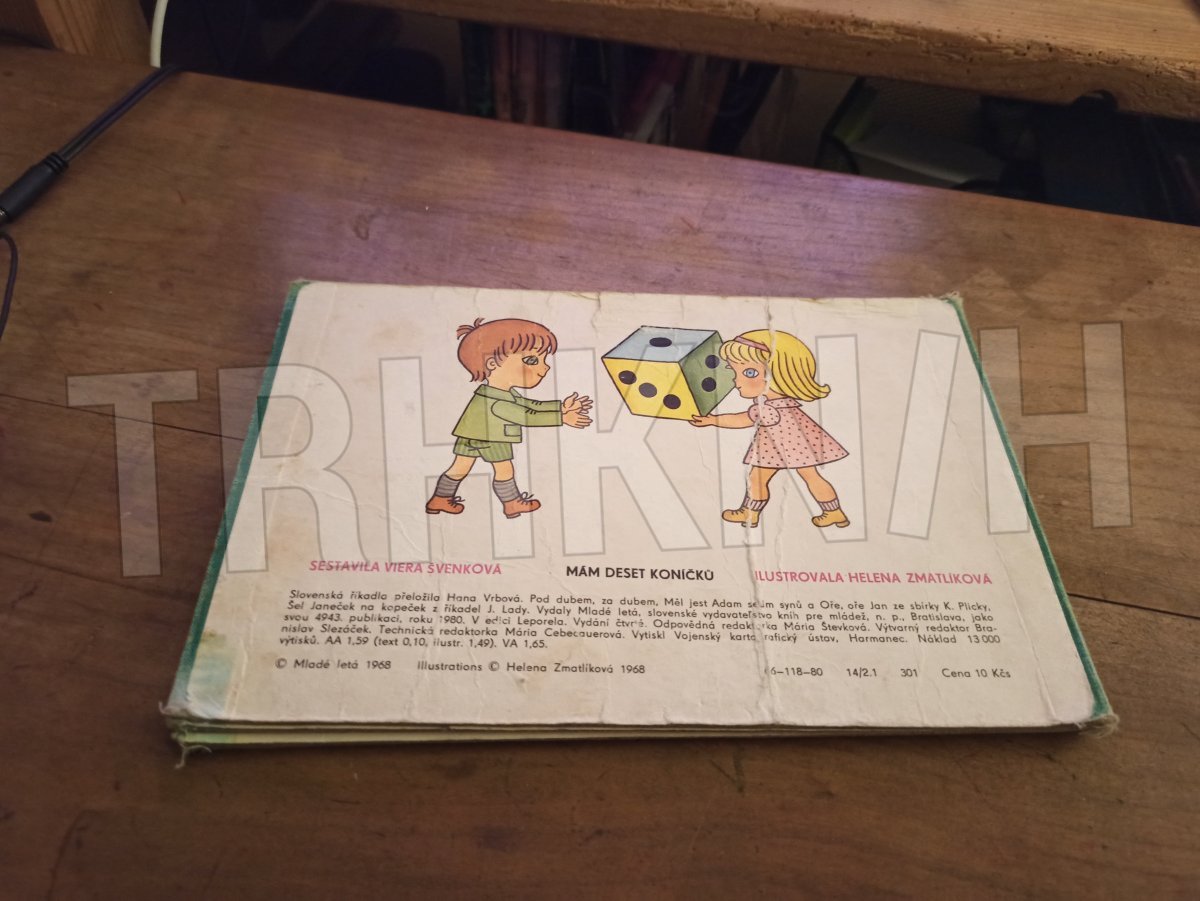 TRHKNIH
SESTAVILA VIERA ŠVENKOVÁ MÁM DESET KONÍČKŮ ILUSTROVALA HELENA ZMATLÍKOVÁ
Slovenská říkadla přeložila Hana Vrbová. Pod dubem, za dubem, Měl jest Adam sedm synů a Oře, oře Jan ze sbírky K. Plicky,
Šel Janeček na kopeček z říkadel J. Lady. Vydaly Mladé letá, slovenské vydavateľstvo kníh pre mládež, n. p., Bratislava, jako
svou 4943. publikaci, roku 1980. V edici Leporela. Vydání čtvrté. Odpovědná redaktorka Mária Števková. Výtvarný redaktor Bra-
nislav Slezáček. Technická redaktorka Mária Cebecauerová. Vytiskl Vojenský kartografický ústav, Harmanec. Náklad 13 000
výtisků. AA 1,59 (text 0,10, ilustr. 1,49). VA 1,65.
© Mladé letá 1968 Illustrations © Helena Zmatlíková 1968 66–118–80 14/2.1 301 Cena 10 Kčs